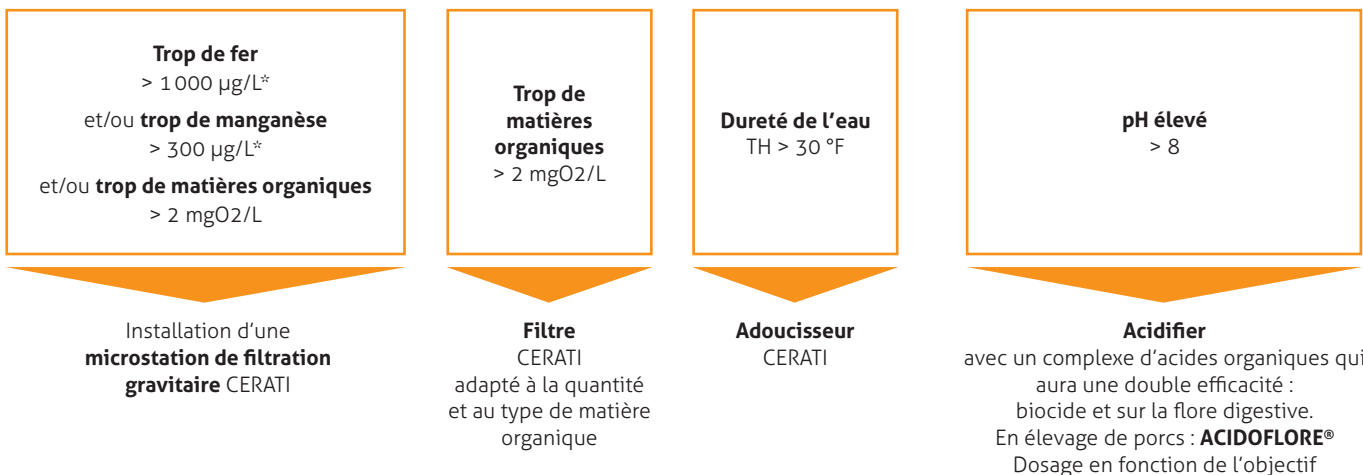 Trop de fer
> 1000 µg/L*
et/ou trop de manganèse
> 300 µg/L*
et/ou trop de matières organiques
> 2 mgO2/L
Trop de
matières
organiques
> 2 mgO2/L
Dureté de l'eau
TH > 30 °F
pH élevé
> 8
Installation d'une
microstation de filtration
gravitaire CERATI
Filtre
CERATI
adapté à la quantité
et au type de matière
organique
Adoucisseur
CERATI
Acidifier
avec un complexe d'acides organiques qui
aura une double efficacité :
biocide et sur la flore digestive.
En élevage de porcs : ACIDOFLORE®
Dosage en fonction de l'objectif